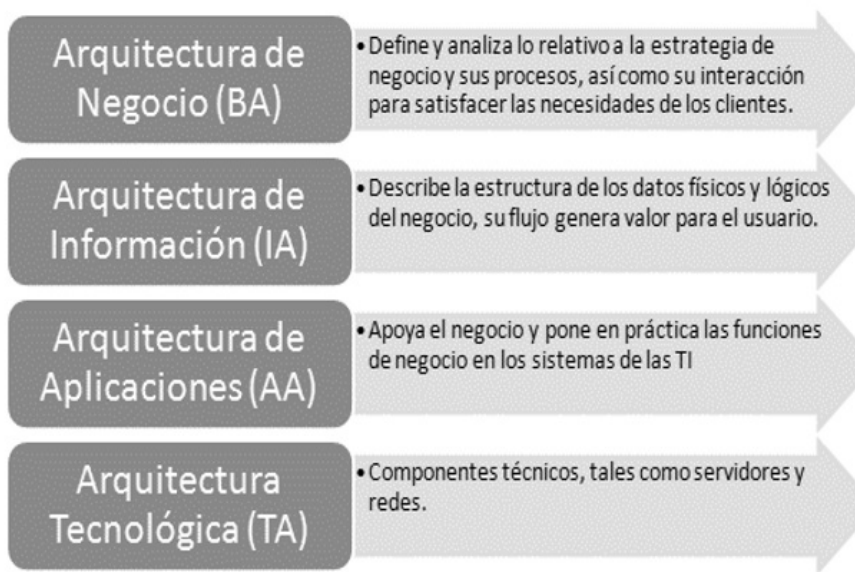 Arquitectura de
Negocio (BA)
• Define y analiza lo relativo a la estrategia de
negocio y sus procesos, así como su interacción
para satisfacer las necesidades de los clientes.
Arquitectura de
Información (IA)
• Describe la estructura de los datos físicos y lógicos
del negocio, su flujo genera valor para el usuario.
Arquitectura de
Aplicaciones (AA)
• Apoya el negocio y pone en práctica las funciones
de negocio en los sistemas de las TI
Arquitectura
Tecnológica (TA)
• Componentes técnicos, tales como servidores y
redes.